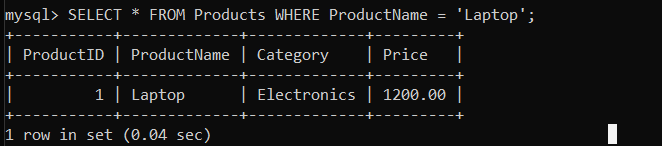 mysql> SELECT * FROM Products WHERE ProductName = 'Laptop';
+-----------+-------------+-------------+---------+
| ProductID | ProductName | Category    | Price   |
+-----------+-------------+-------------+---------+
|         1 | Laptop      | Electronics | 1200.00 |
+-----------+-------------+-------------+---------+
1 row in set (0.04 sec)